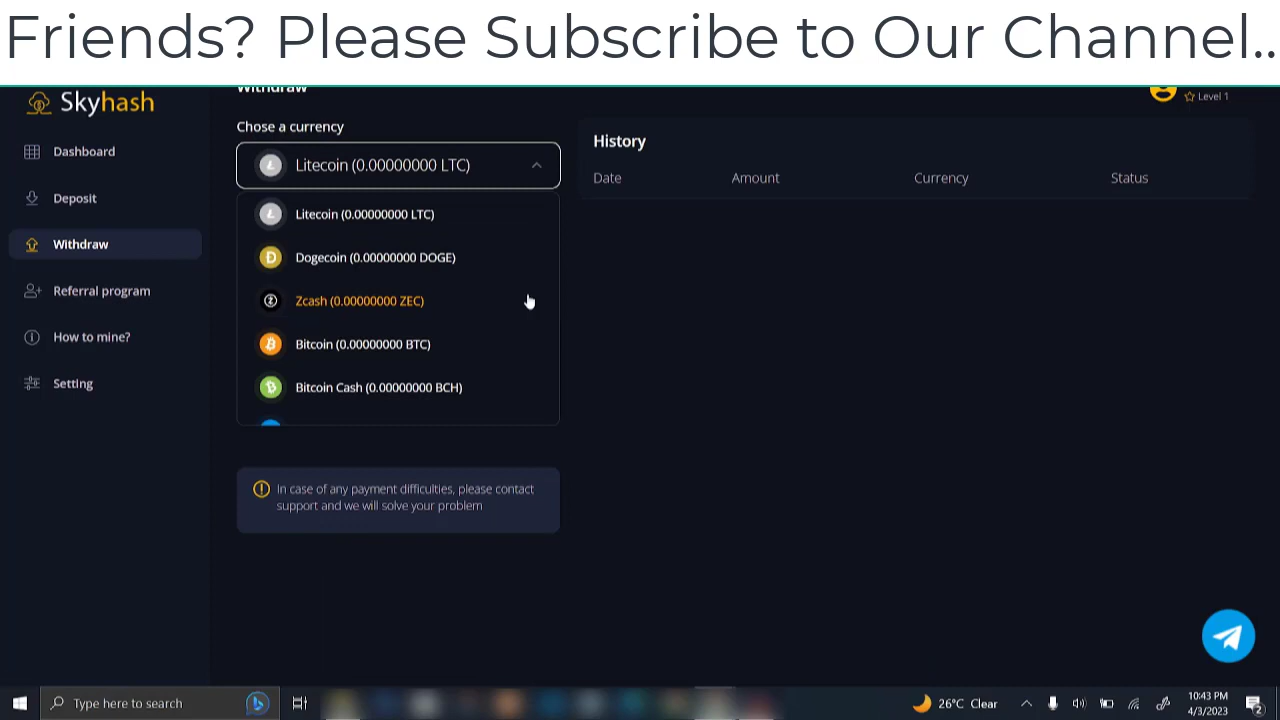 Friends? Please Subscribe to Our Channel..
Skyhash
Withdraw
Level 1
Dashboard
Deposit
Withdraw
Referral program
How to mine?
Setting
Chose a currency
Litecoin (0.00000000 LTC)
Litecoin (0.00000000 LTC)
Dogecoin (0.00000000 DOGE)
Zcash (0.00000000 ZEC)
Bitcoin (0.00000000 BTC)
Bitcoin Cash (0.00000000 BCH)
In case of any payment difficulties, please contact
support and we will solve your problem
History
Date Amount Currency Status
Type here to search
26°C Clear
10:43 PM
4/3/2023
2